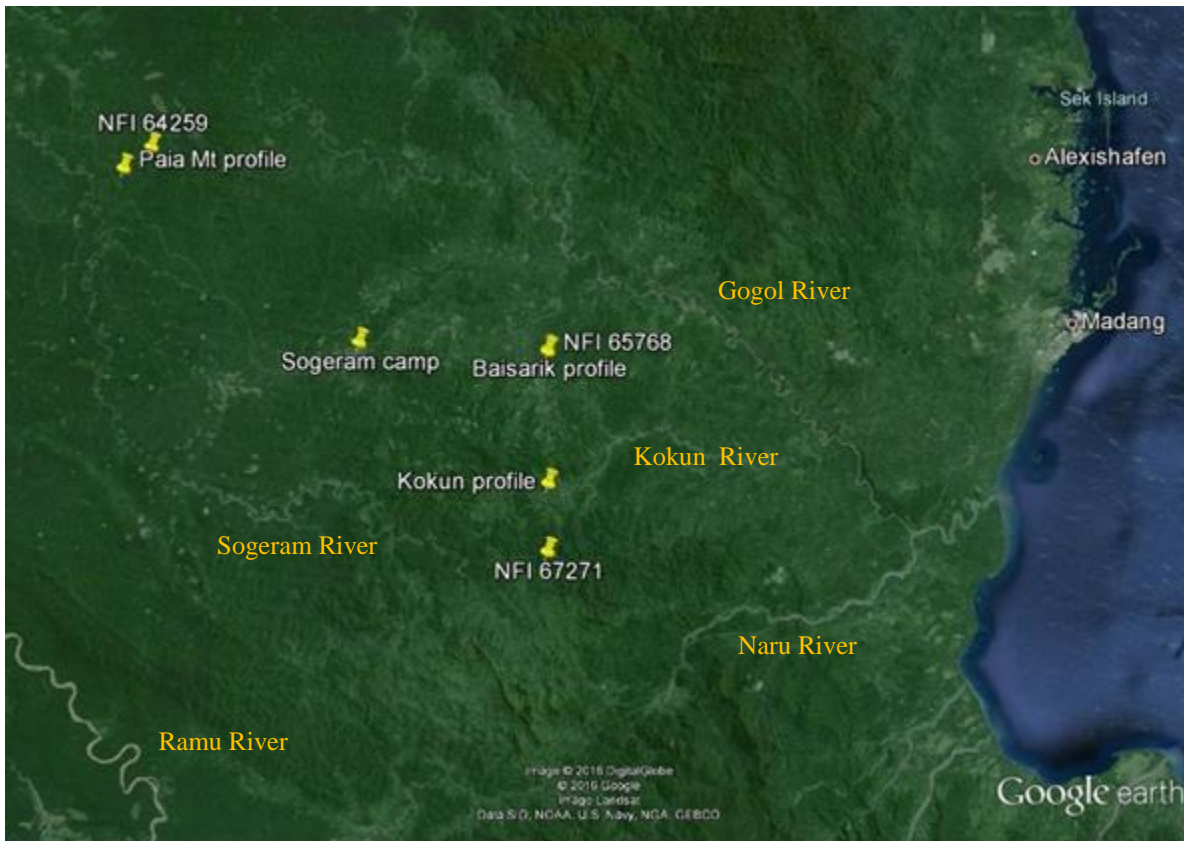 Sek Island
NFI 64259
Paia Mt profile
Alexishafen
Gogol River
Madang
NFI 65768
Sogeram camp
Baisarik profile
Kokun River
Kokun profile
Sogeram River
NFI 67271
Naru River
Ramu River
Image © 2016 DigitalGlobe
© 2016 Google
Image Landsat
Data SIO, NOAA, U.S. Navy, NGA, GEBCO
Google earth